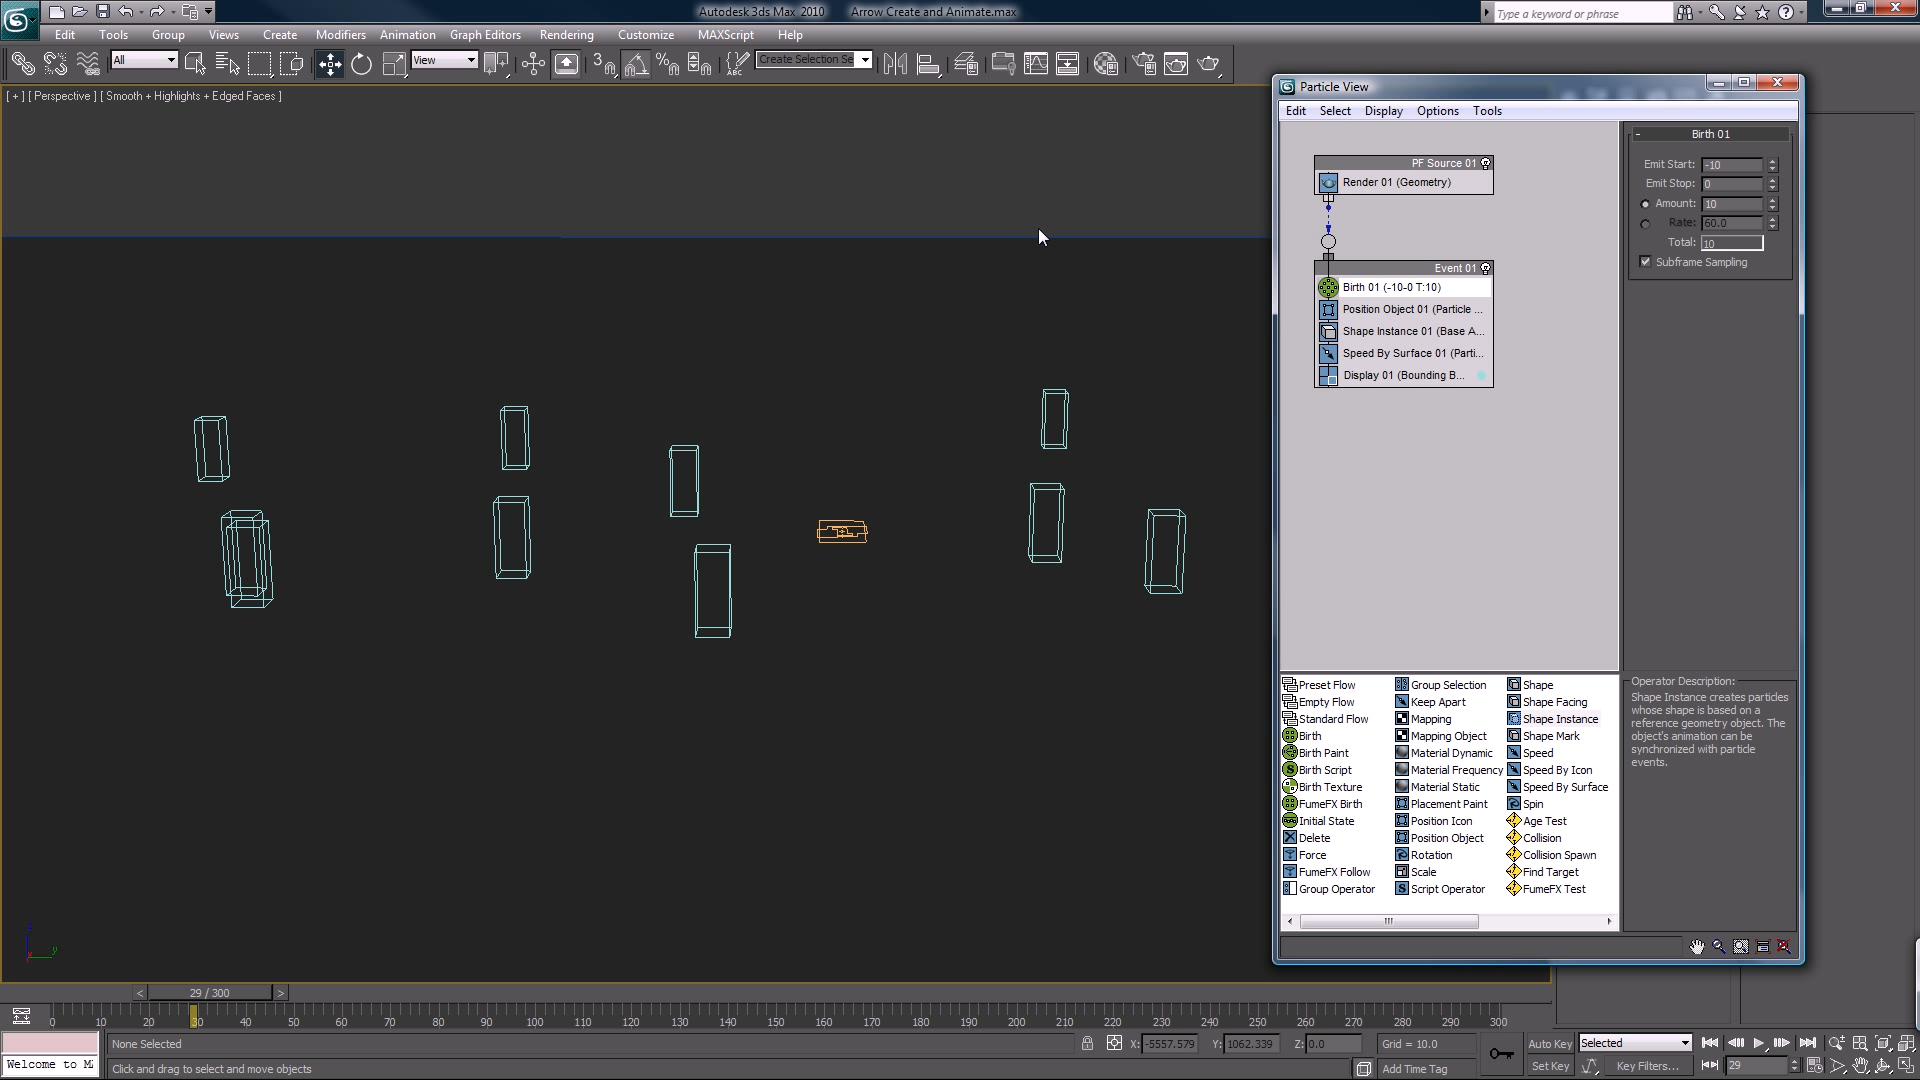 Autodesk 3ds Max 2010 Arrow Create and Animate.max
Type a keyword or phrase
Edit Tools Group Views Create Modifiers Animation Graph Editors Rendering Customize MAXScript Help
All
View
3
Create Selection Se
ABC
[ + ] [ Perspective ] [ Smooth + Highlights + Edged Faces ]
Particle View
Edit Select Display Options Tools
PF Source 01
Render 01 (Geometry)
Event 01
Birth 01 (-10-0 T:10)
Position Object 01 (Particle ...
Shape Instance 01 (Base A...
Speed By Surface 01 (Parti...
Display 01 (Bounding B...
- Birth 01
Emit Start: -10
Emit Stop: 0
Amount: 10
Rate: 60.0
Total: 10
Subframe Sampling
Preset Flow
Empty Flow
Standard Flow
Birth
Birth Paint
Birth Script
Birth Texture
FumeFX Birth
Initial State
Delete
Force
FumeFX Follow
Group Operator
Group Selection
Keep Apart
Mapping
Mapping Object
Material Dynamic
Material Frequency
Material Static
Placement Paint
Position Icon
Position Object
Rotation
Scale
Script Operator
Shape
Shape Facing
Shape Instance
Shape Mark
Speed
Speed By Icon
Speed By Surface
Spin
Age Test
Collision
Collision Spawn
Find Target
FumeFX Test
Operator Description:
Shape Instance creates particles
whose shape is based on a
reference geometry object. The
object's animation can be
synchronized with particle
events.
y
< 29 / 300 >
0 10 20 30 40 50 60 70 80 90 100 110 120 130 140 150 160 170 180 190 200 210 220 230 240 250 260 270 280 290 300
None Selected
X: -5557.579 Y: 1062.339 Z: 0.0 Grid = 10.0
Auto Key Selected
Welcome to M
Click and drag to select and move objects
Add Time Tag
Set Key Key Filters... 29